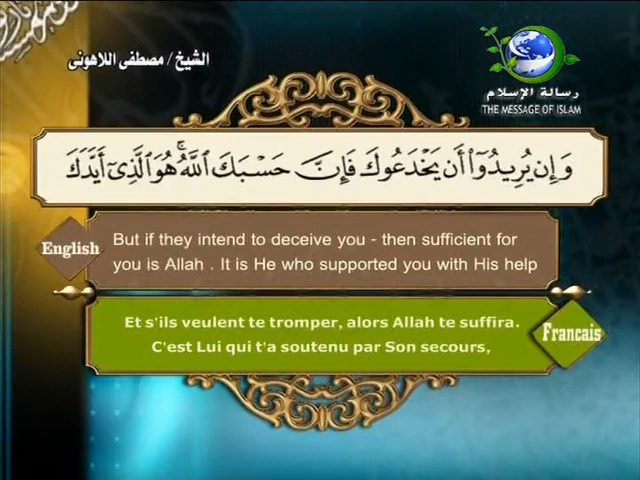 الشيخ / مصطفى اللاهونى
رسالة الإسلام
THE MESSAGE OF ISLAM
وَإِن يُرِيدُوٓا۟ أَن يَخْدَعُوكَ فَإِنَّ حَسْبَكَ ٱللَّهُ ۚ هُوَ ٱلَّذِىٓ أَيَّدَكَ
English
But if they intend to deceive you - then sufficient for
you is Allah . It is He who supported you with His help
Et s'ils veulent te tromper, alors Allah te suffira.
C'est Lui qui t'a soutenu par Son secours,
Francais